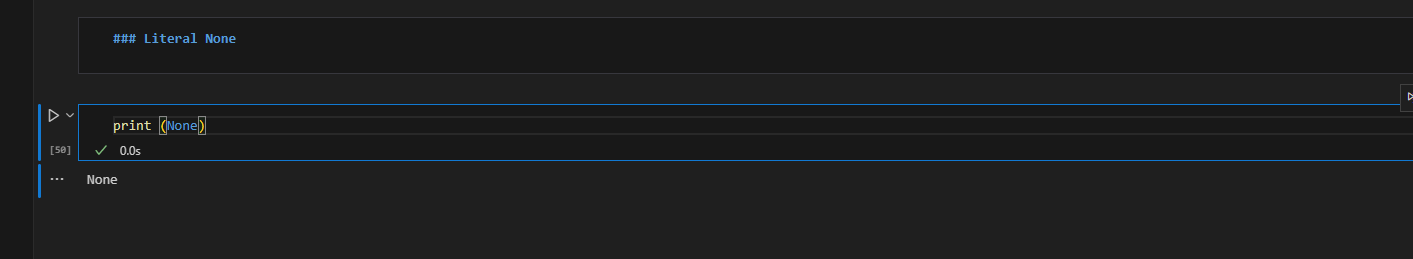 ### Literal None
print (None)
[50]
0.0s
None